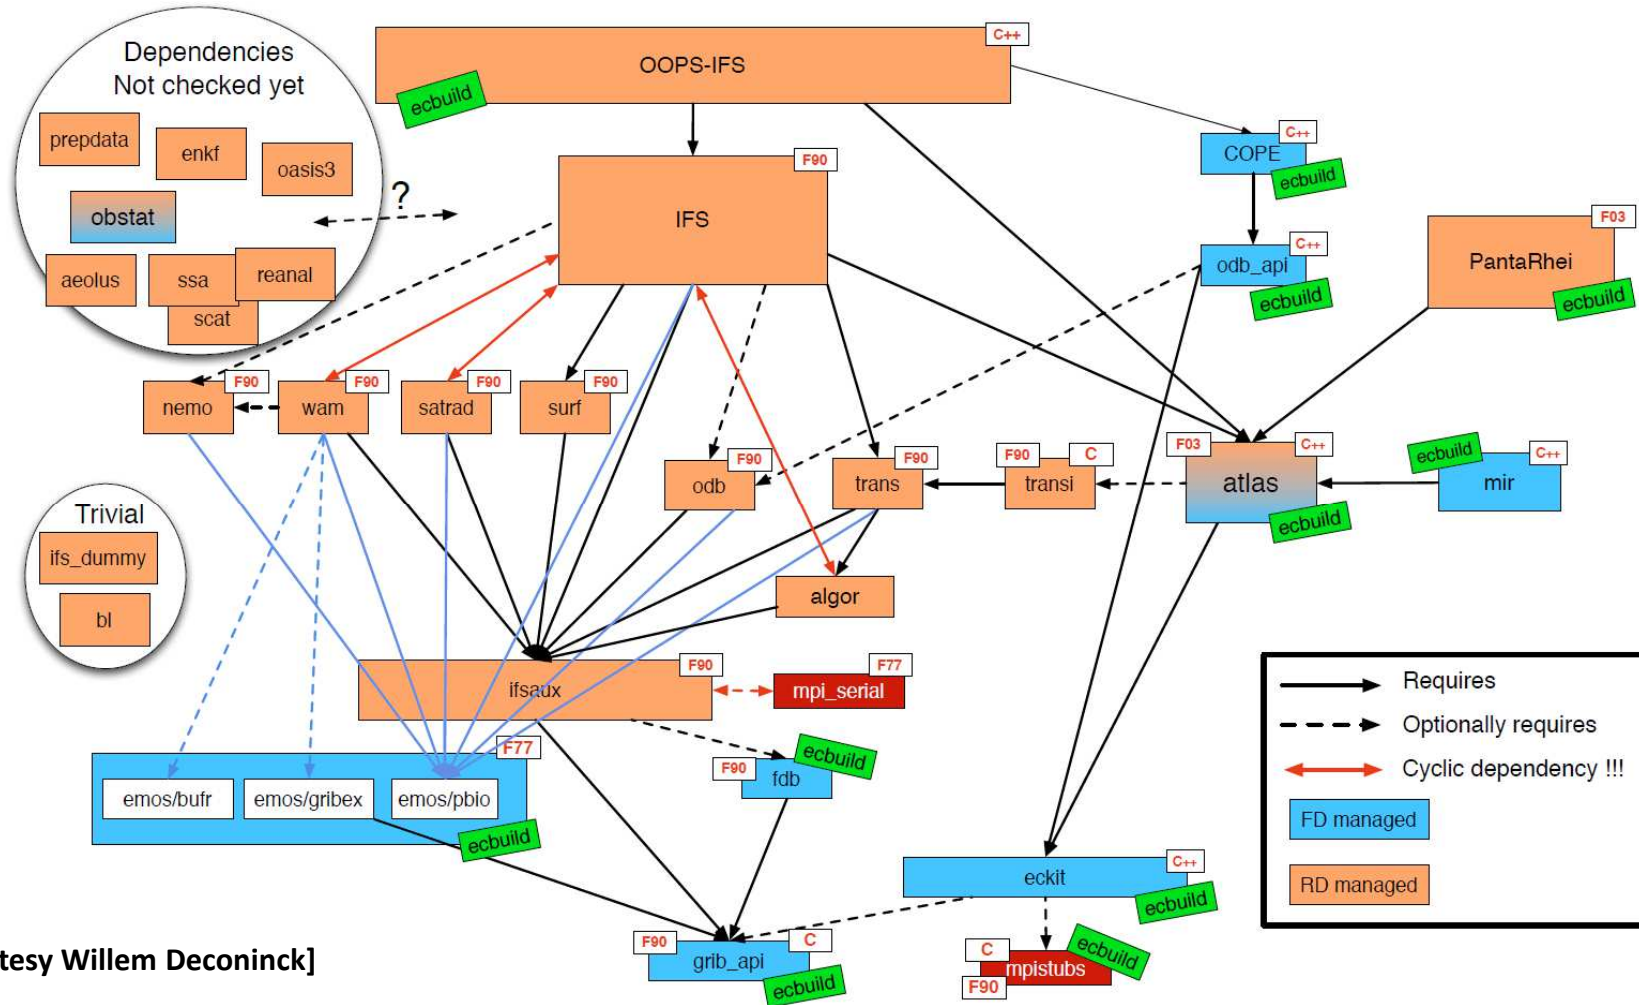 Dependencies
Not checked yet
prepdata
enkf
oasis3
obstat
aeolus
ssa
reanal
scat
?
OOPS-IFS
C++
ecbuild
IFS
F90
COPE
C++
ecbuild
odb_api
C++
ecbuild
PantaRhei
F03
ecbuild
nemo
F90
wam
F90
satrad
F90
surf
F90
odb
F90
trans
F90
transi
F90
C
atlas
F03
C++
ecbuild
mir
ecbuild
C++
Trivial
ifs_dummy
bl
algor
ifsaux
F90
mpi_serial
F77
F77
emos/bufr
emos/gribex
emos/pbio
ecbuild
F90
fdb
ecbuild
eckit
C++
ecbuild
F90
C
grib_api
ecbuild
C
F90
mpistubs
ecbuild
Requires
Optionally requires
Cyclic dependency !!!
FD managed
RD managed
tesy Willem Deconinck]